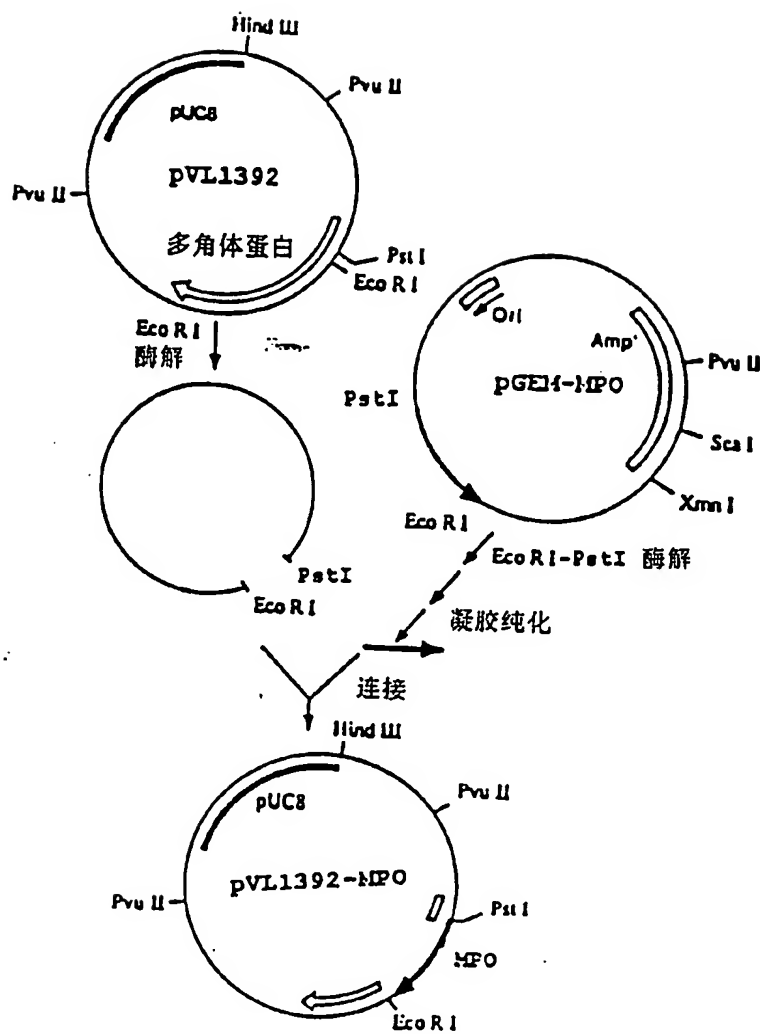 Hind III
Pvu II
pUC8
pVL1392
Pvu II
多角体蛋白
Pst I
Eco R I
Eco R I
酶解
Ori
Amp^r
Pvu II
pGEM-MPO
PstI
Sca I
Xmn I
Eco R I
Eco R I-PstI 酶解
PstI
Eco R I
凝胶纯化
连接
Hind III
pUC8
Pvu II
pVL1392-MPO
Pvu II
Pst I
MPO
Eco R I